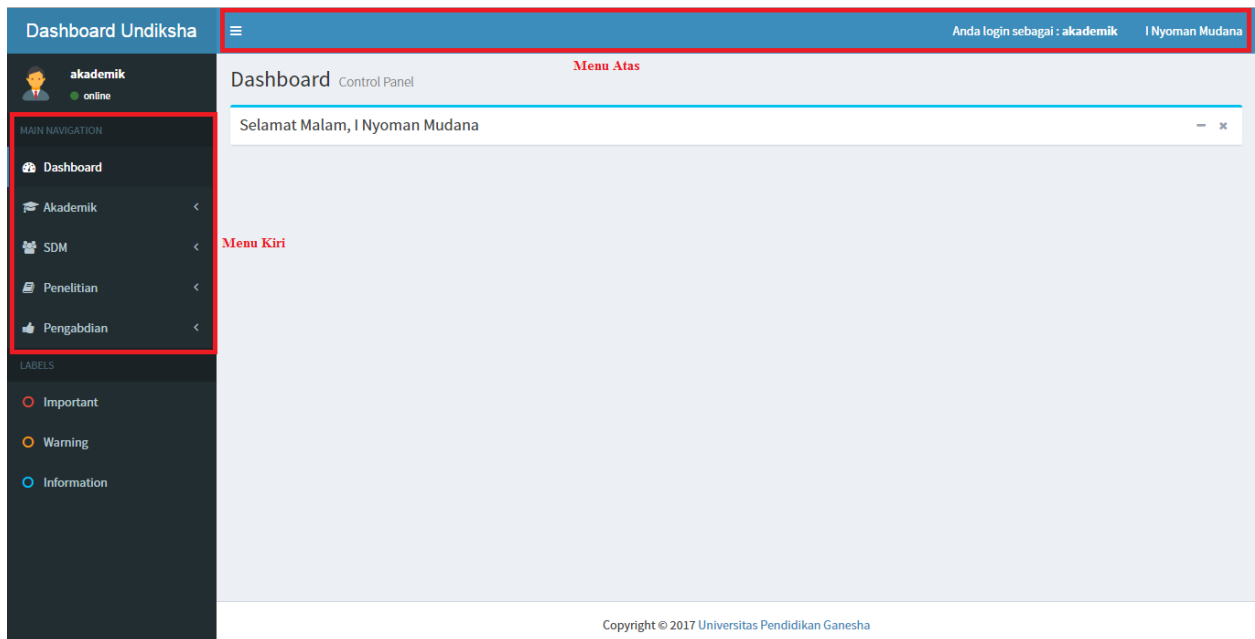 Dashboard Undiksha
Anda login sebagai : akademik I Nyoman Mudana
akademik
online
Menu Atas
Dashboard Control Panel
Selamat Malam, I Nyoman Mudana
MAIN NAVIGATION
Dashboard
Akademik
SDM
Menu Kiri
Penelitian
Pengabdian
LABELS
Important
Warning
Information
Copyright © 2017 Universitas Pendidikan Ganesha